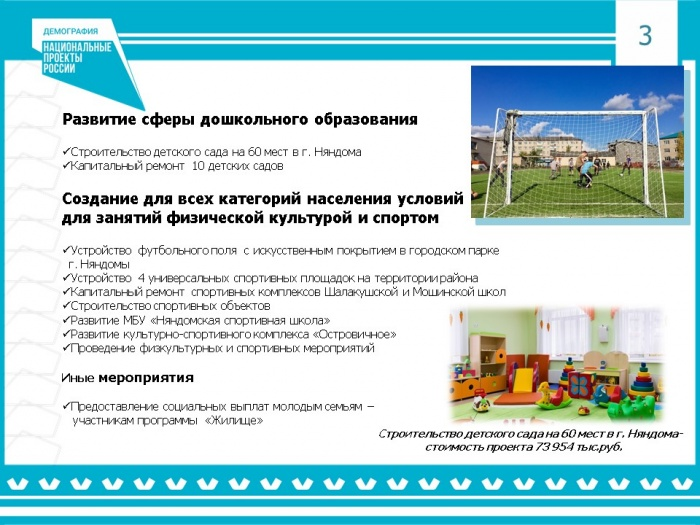 ДЕМОГРАФИЯ
НАЦИОНАЛЬНЫЕ
ПРОЕКТЫ
РОССИИ
3
Развитие сферы дошкольного образования
✓Строительство детского сада на 60 мест в г. Няндома
✓Капитальный ремонт 10 детских садов
Создание для всех категорий населения условий
для занятий физической культурой и спортом
✓Устройство футбольного поля с искусственным покрытием в городском парке
г. Няндомы
✓Устройство 4 универсальных спортивных площадок на территории района
✓Капитальный ремонт спортивных комплексов Шалакушской и Мошинской школ
✓Строительство спортивных объектов
✓Развитие МБУ «Няндомская спортивная школа»
✓Развитие культурно-спортивного комплекса «Островичное»
✓Проведение физкультурных и спортивных мероприятий
Иные мероприятия
✓Предоставление социальных выплат молодым семьям –
участникам программы «Жилище»
Строительство детского сада на 60 мест в г. Няндома-
стоимость проекта 73 954 тыс.руб.